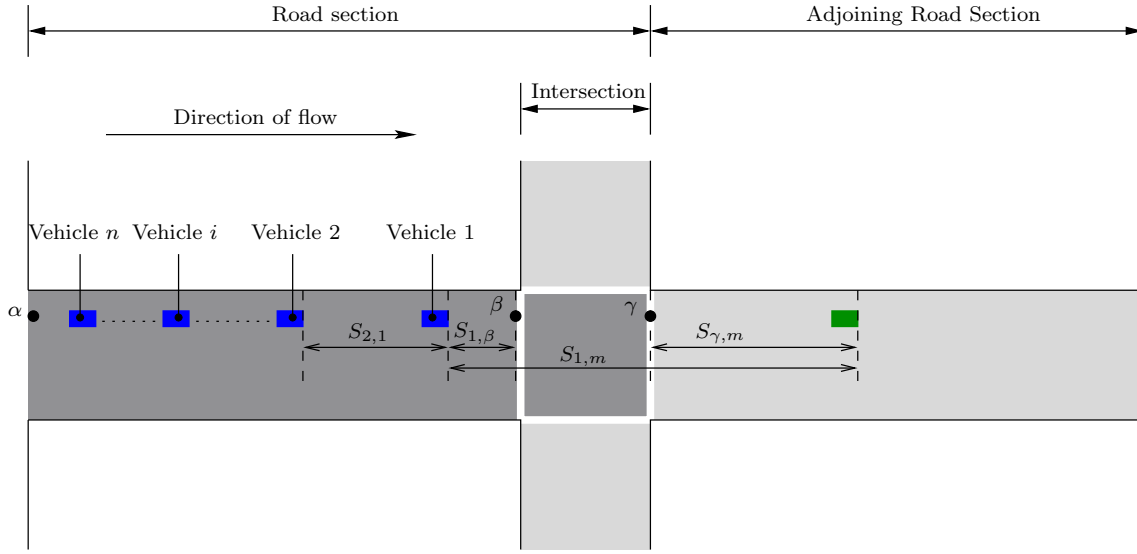 Road section
Adjoining Road Section
Intersection
Direction of flow
Vehicle n
Vehicle i
Vehicle 2
Vehicle 1
α
β
γ
S2,1
S1,β
Sγ,m
S1,m